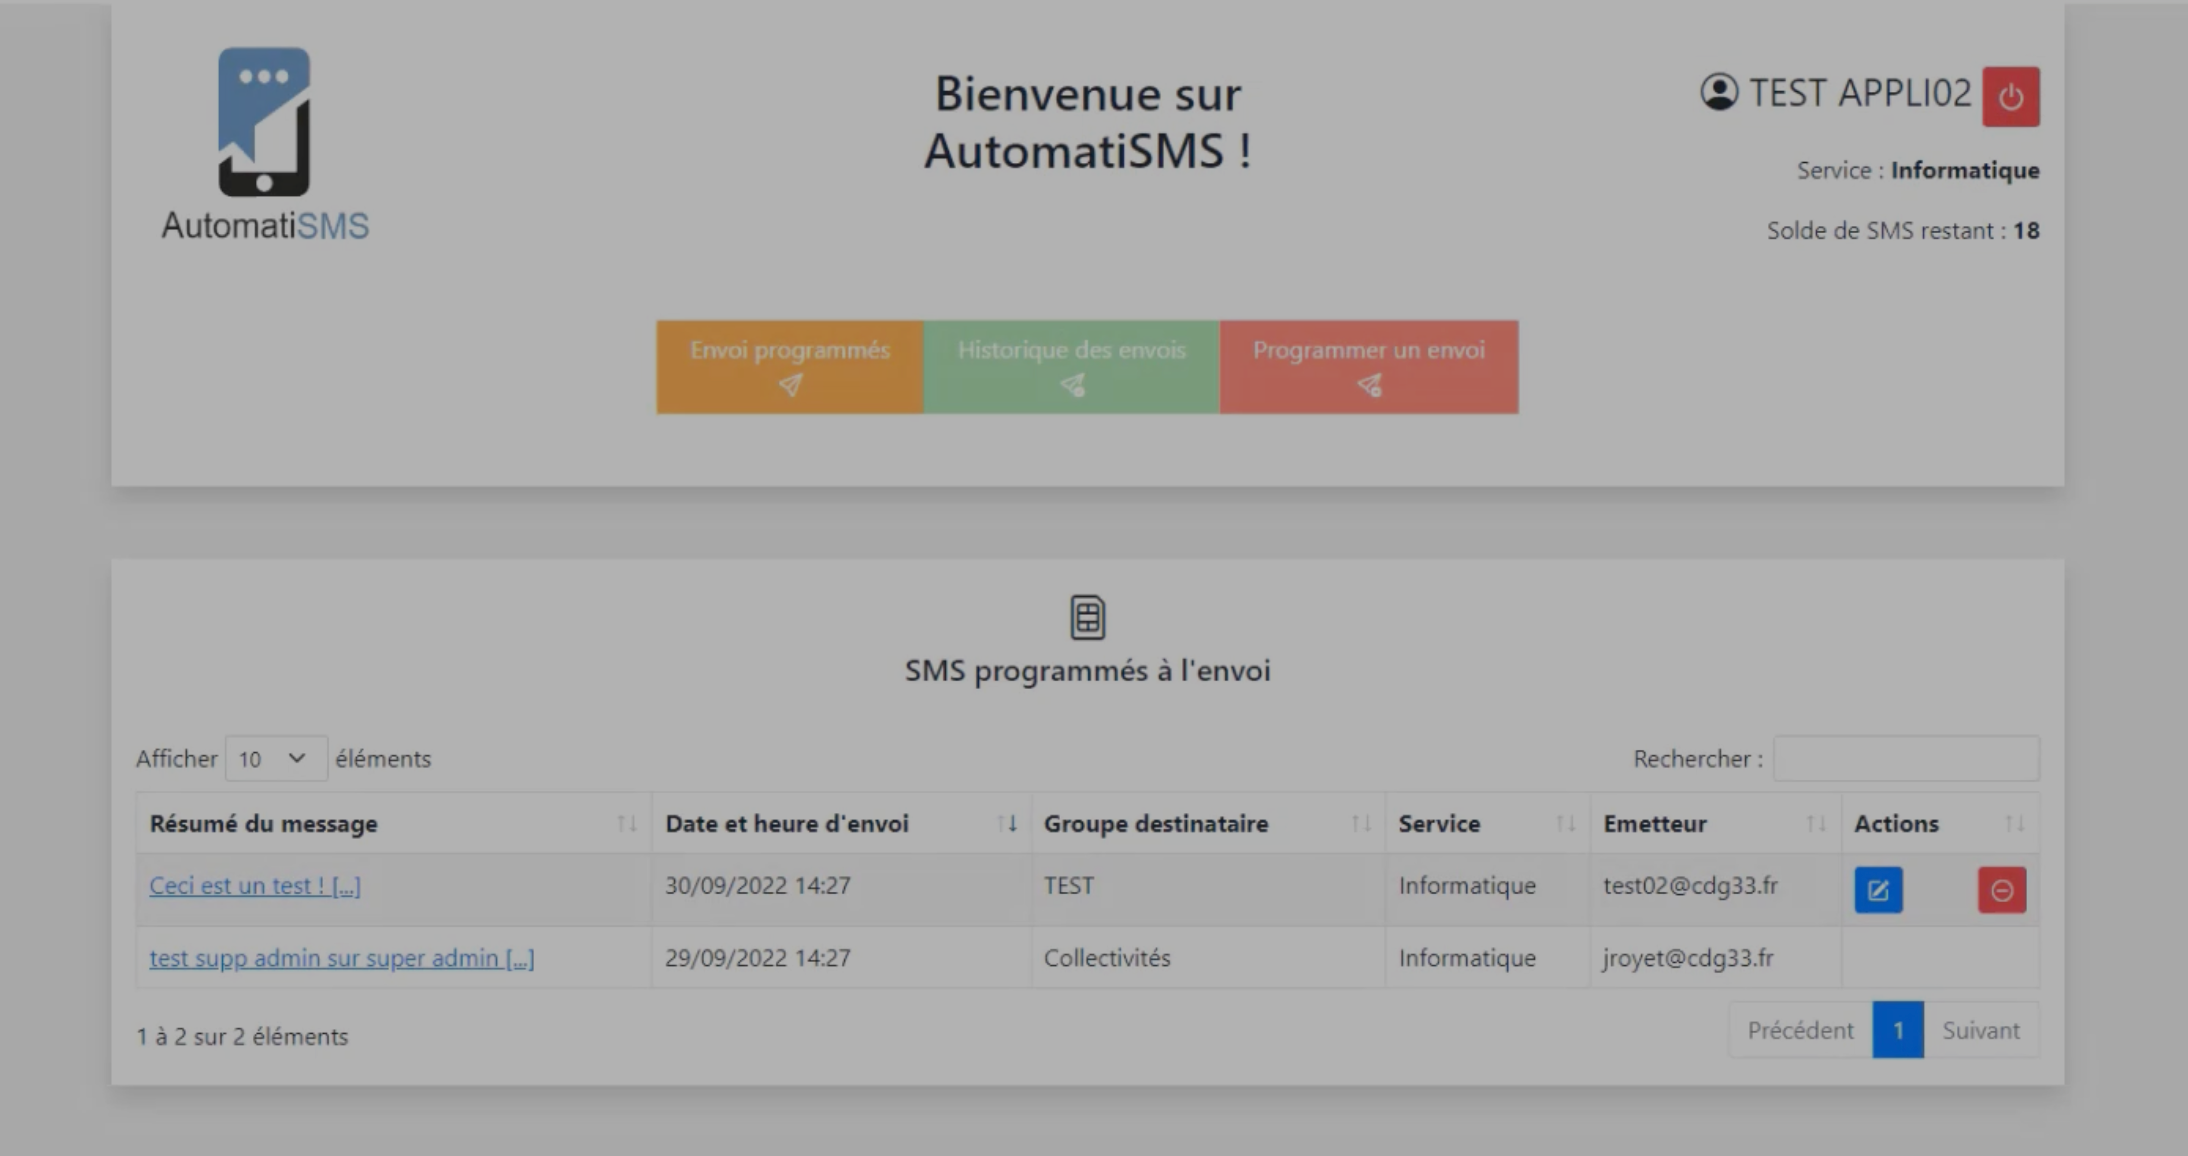 Bienvenue sur
AutomatiSMS !
TEST APPLI02
Service : Informatique
Solde de SMS restant : 18
AutomatiSMS
Envoi programmés
Historique des envois
Programmer un envoi
SMS programmés à l'envoi
Afficher 10 éléments
Rechercher :
Résumé du message Date et heure d'envoi Groupe destinataire Service Emetteur Actions
Ceci est un test ! [...] 30/09/2022 14:27 TEST Informatique test02@cdg33.fr
test supp admin sur super admin [...] 29/09/2022 14:27 Collectivités Informatique jroyet@cdg33.fr
1 à 2 sur 2 éléments
Précédent 1 Suivant